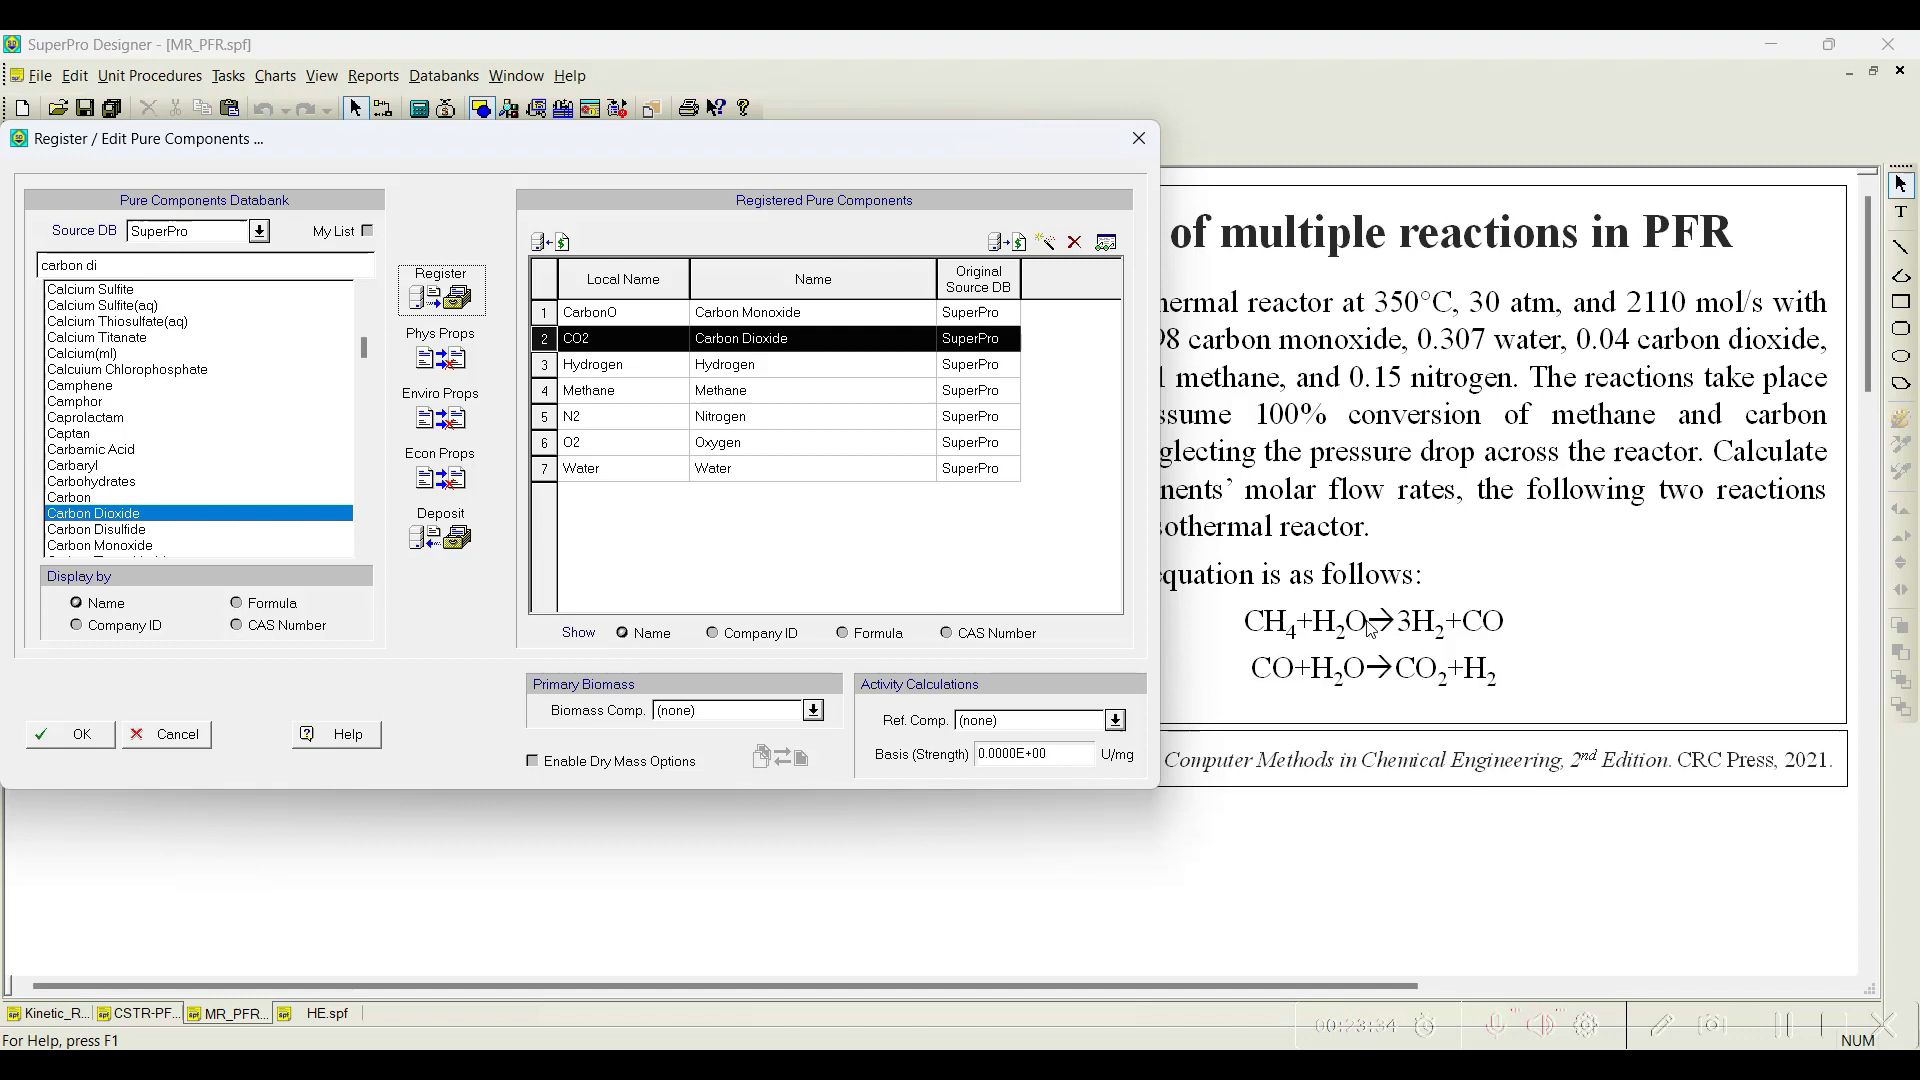 SuperPro Designer - [MR_PFR.spf]
File Edit Unit Procedures Tasks Charts View Reports Databanks Window Help
Register / Edit Pure Components ...
Pure Components Databank
Source DB SuperPro My List
carbon di
Calcium Sulfite
Calcium Sulfite(aq)
Calcium Thiosulfate(aq)
Calcium Titanate
Calcium(ml)
Calcuium Chlorophosphate
Camphene
Camphor
Caprolactam
Captan
Carbamic Acid
Carbaryl
Carbohydrates
Carbon
Carbon Dioxide
Carbon Disulfide
Carbon Monoxide
Display by
Name Formula
Company ID CAS Number
Register
Phys Props
Enviro Props
Econ Props
Deposit
Registered Pure Components
Local Name Name Original Source DB
1 CarbonO Carbon Monoxide SuperPro
2 CO2 Carbon Dioxide SuperPro
3 Hydrogen Hydrogen SuperPro
4 Methane Methane SuperPro
5 N2 Nitrogen SuperPro
6 O2 Oxygen SuperPro
7 Water Water SuperPro
Show Name Company ID Formula CAS Number
Primary Biomass
Biomass Comp. (none)
Enable Dry Mass Options
Activity Calculations
Ref. Comp. (none)
Basis (Strength) 0.0000E+00 U/mg
OK Cancel Help
of multiple reactions in PFR
hermal reactor at 350°C, 30 atm, and 2110 mol/s with
98 carbon monoxide, 0.307 water, 0.04 carbon dioxide,
1 methane, and 0.15 nitrogen. The reactions take place
ssume 100% conversion of methane and carbon
glecting the pressure drop across the reactor. Calculate
nents' molar flow rates, the following two reactions
sothermal reactor.
equation is as follows:
CH₄+H₂O→3H₂+CO
CO+H₂O→CO₂+H₂
Computer Methods in Chemical Engineering, 2nd Edition. CRC Press, 2021.
Kinetic_R... CSTR-PF... MR_PFR... HE.spf
00:23:34
For Help, press F1
NUM